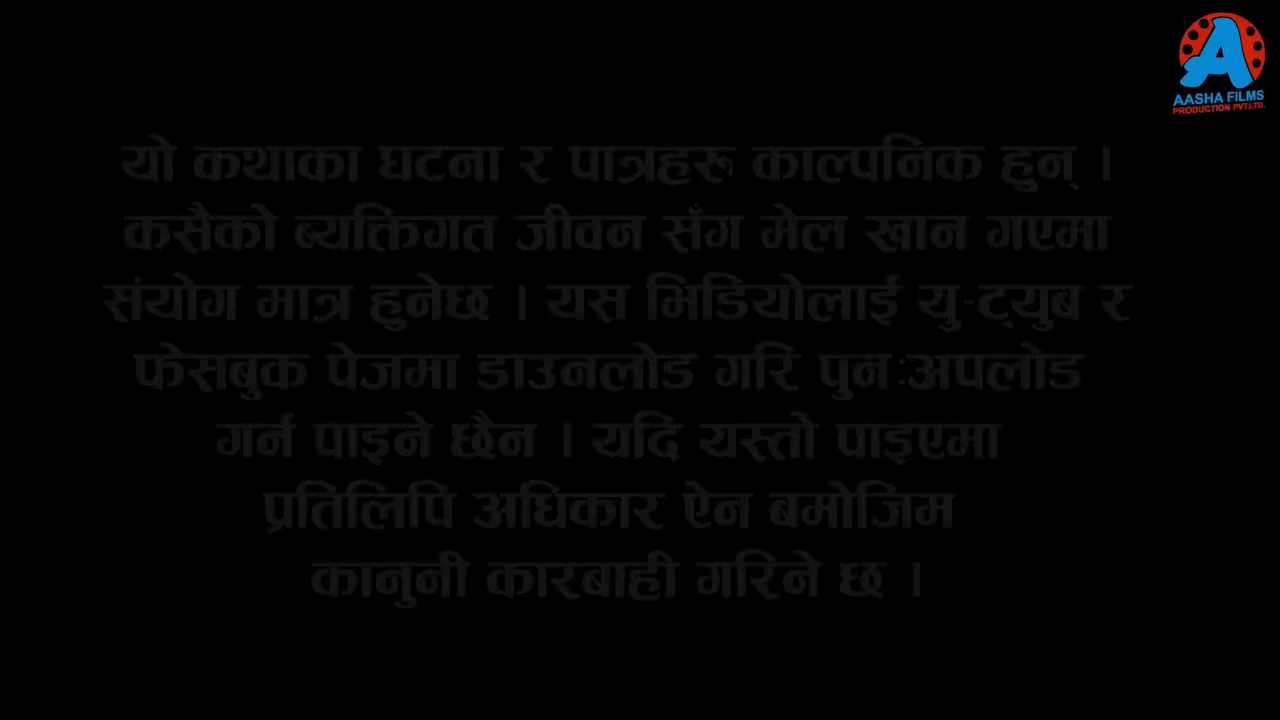 AASHA FILMS
PRODUCTION PVT.LTD.
यो कथाका घटना र पात्रहरु काल्पनिक हुन् ।
कसैको ब्यक्तिगत जीवन सँग मेल खान गएमा
संयोग मात्र हुनेछ । यस भिडियोलाई यु-ट्युब र
फेसबुक पेजमा डाउनलोड गरि पुन:अपलोड
गर्न पाइने छैन । यदि यस्तो पाइएमा
प्रतिलिपि अधिकार ऐन बमोजिम
कानुनी कारबाही गरिने छ ।